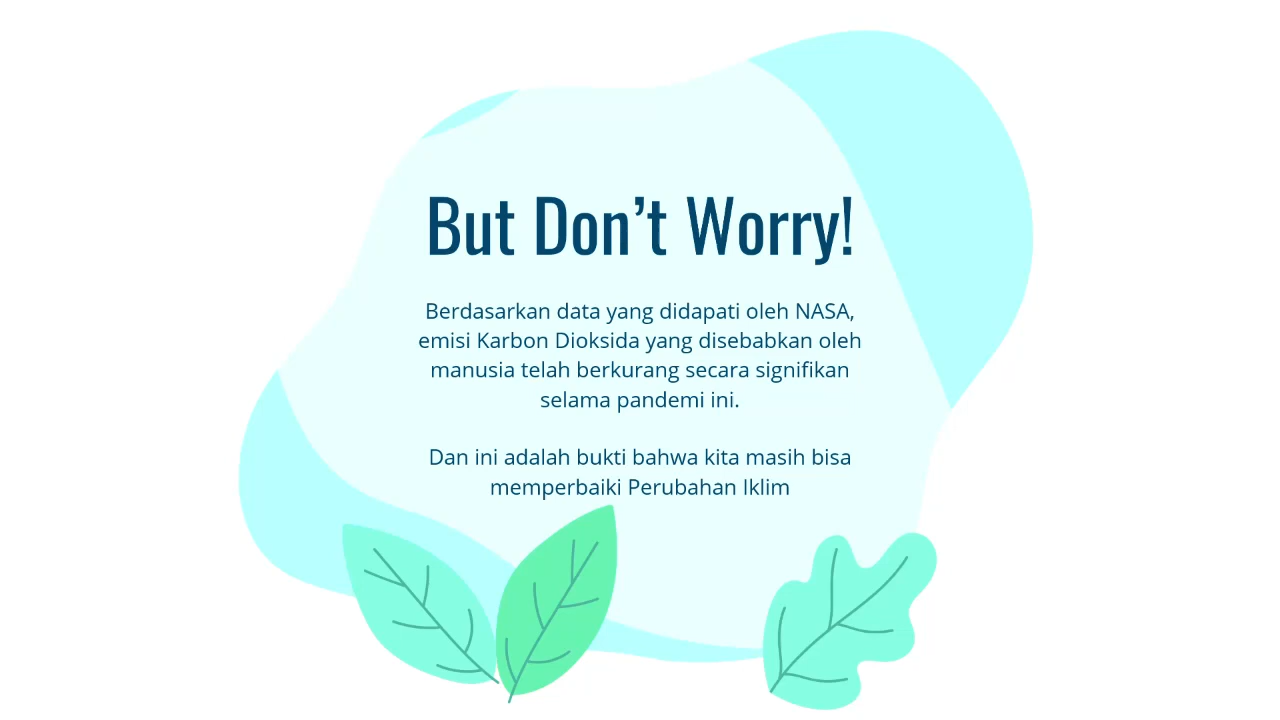 But Don’t Worry!
Berdasarkan data yang didapati oleh NASA,
emisi Karbon Dioksida yang disebabkan oleh
manusia telah berkurang secara signifikan
selama pandemi ini.
Dan ini adalah bukti bahwa kita masih bisa
memperbaiki Perubahan Iklim